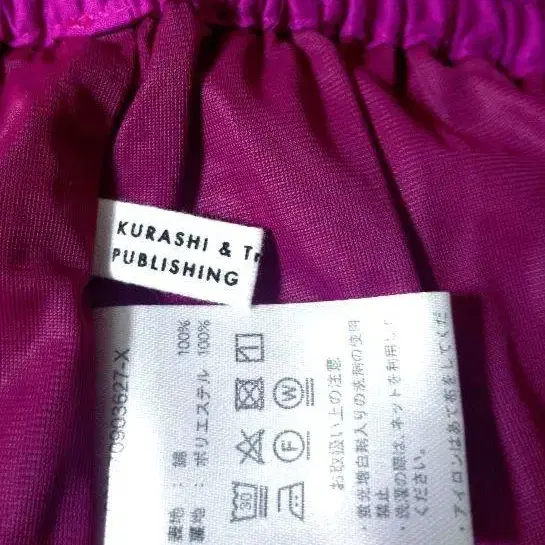 KURASHI & Tr
PUBLISHING
0903627-X
表地 : 綿 100%
裏地 : ポリエステル 100%
30
F W
お取扱い上の注意
・蛍光増白剤入りの洗剤の使用
禁止。
・洗濯の際は、ネットを利用して
ください。
・アイロンはあて布をしてくだ